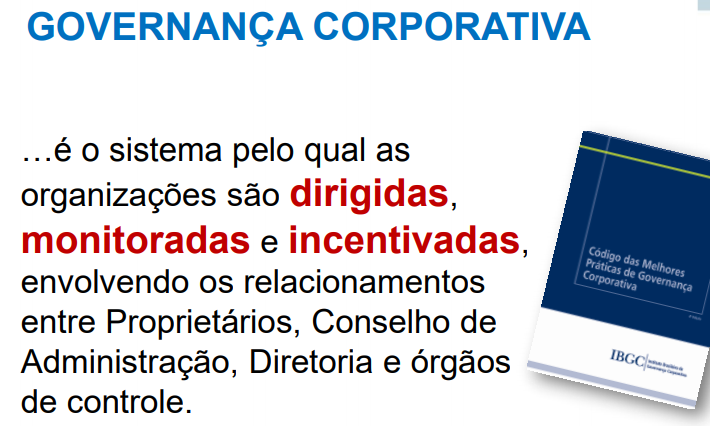 GOVERNANÇA CORPORATIVA
…é o sistema pelo qual as
organizações são dirigidas,
monitoradas e incentivadas,
envolvendo os relacionamentos
entre Proprietários, Conselho de
Administração, Diretoria e órgãos
de controle.
Código das Melhores
Práticas de Governança
Corporativa
IBGC
Instituto Brasileiro de
Governança Corporativa